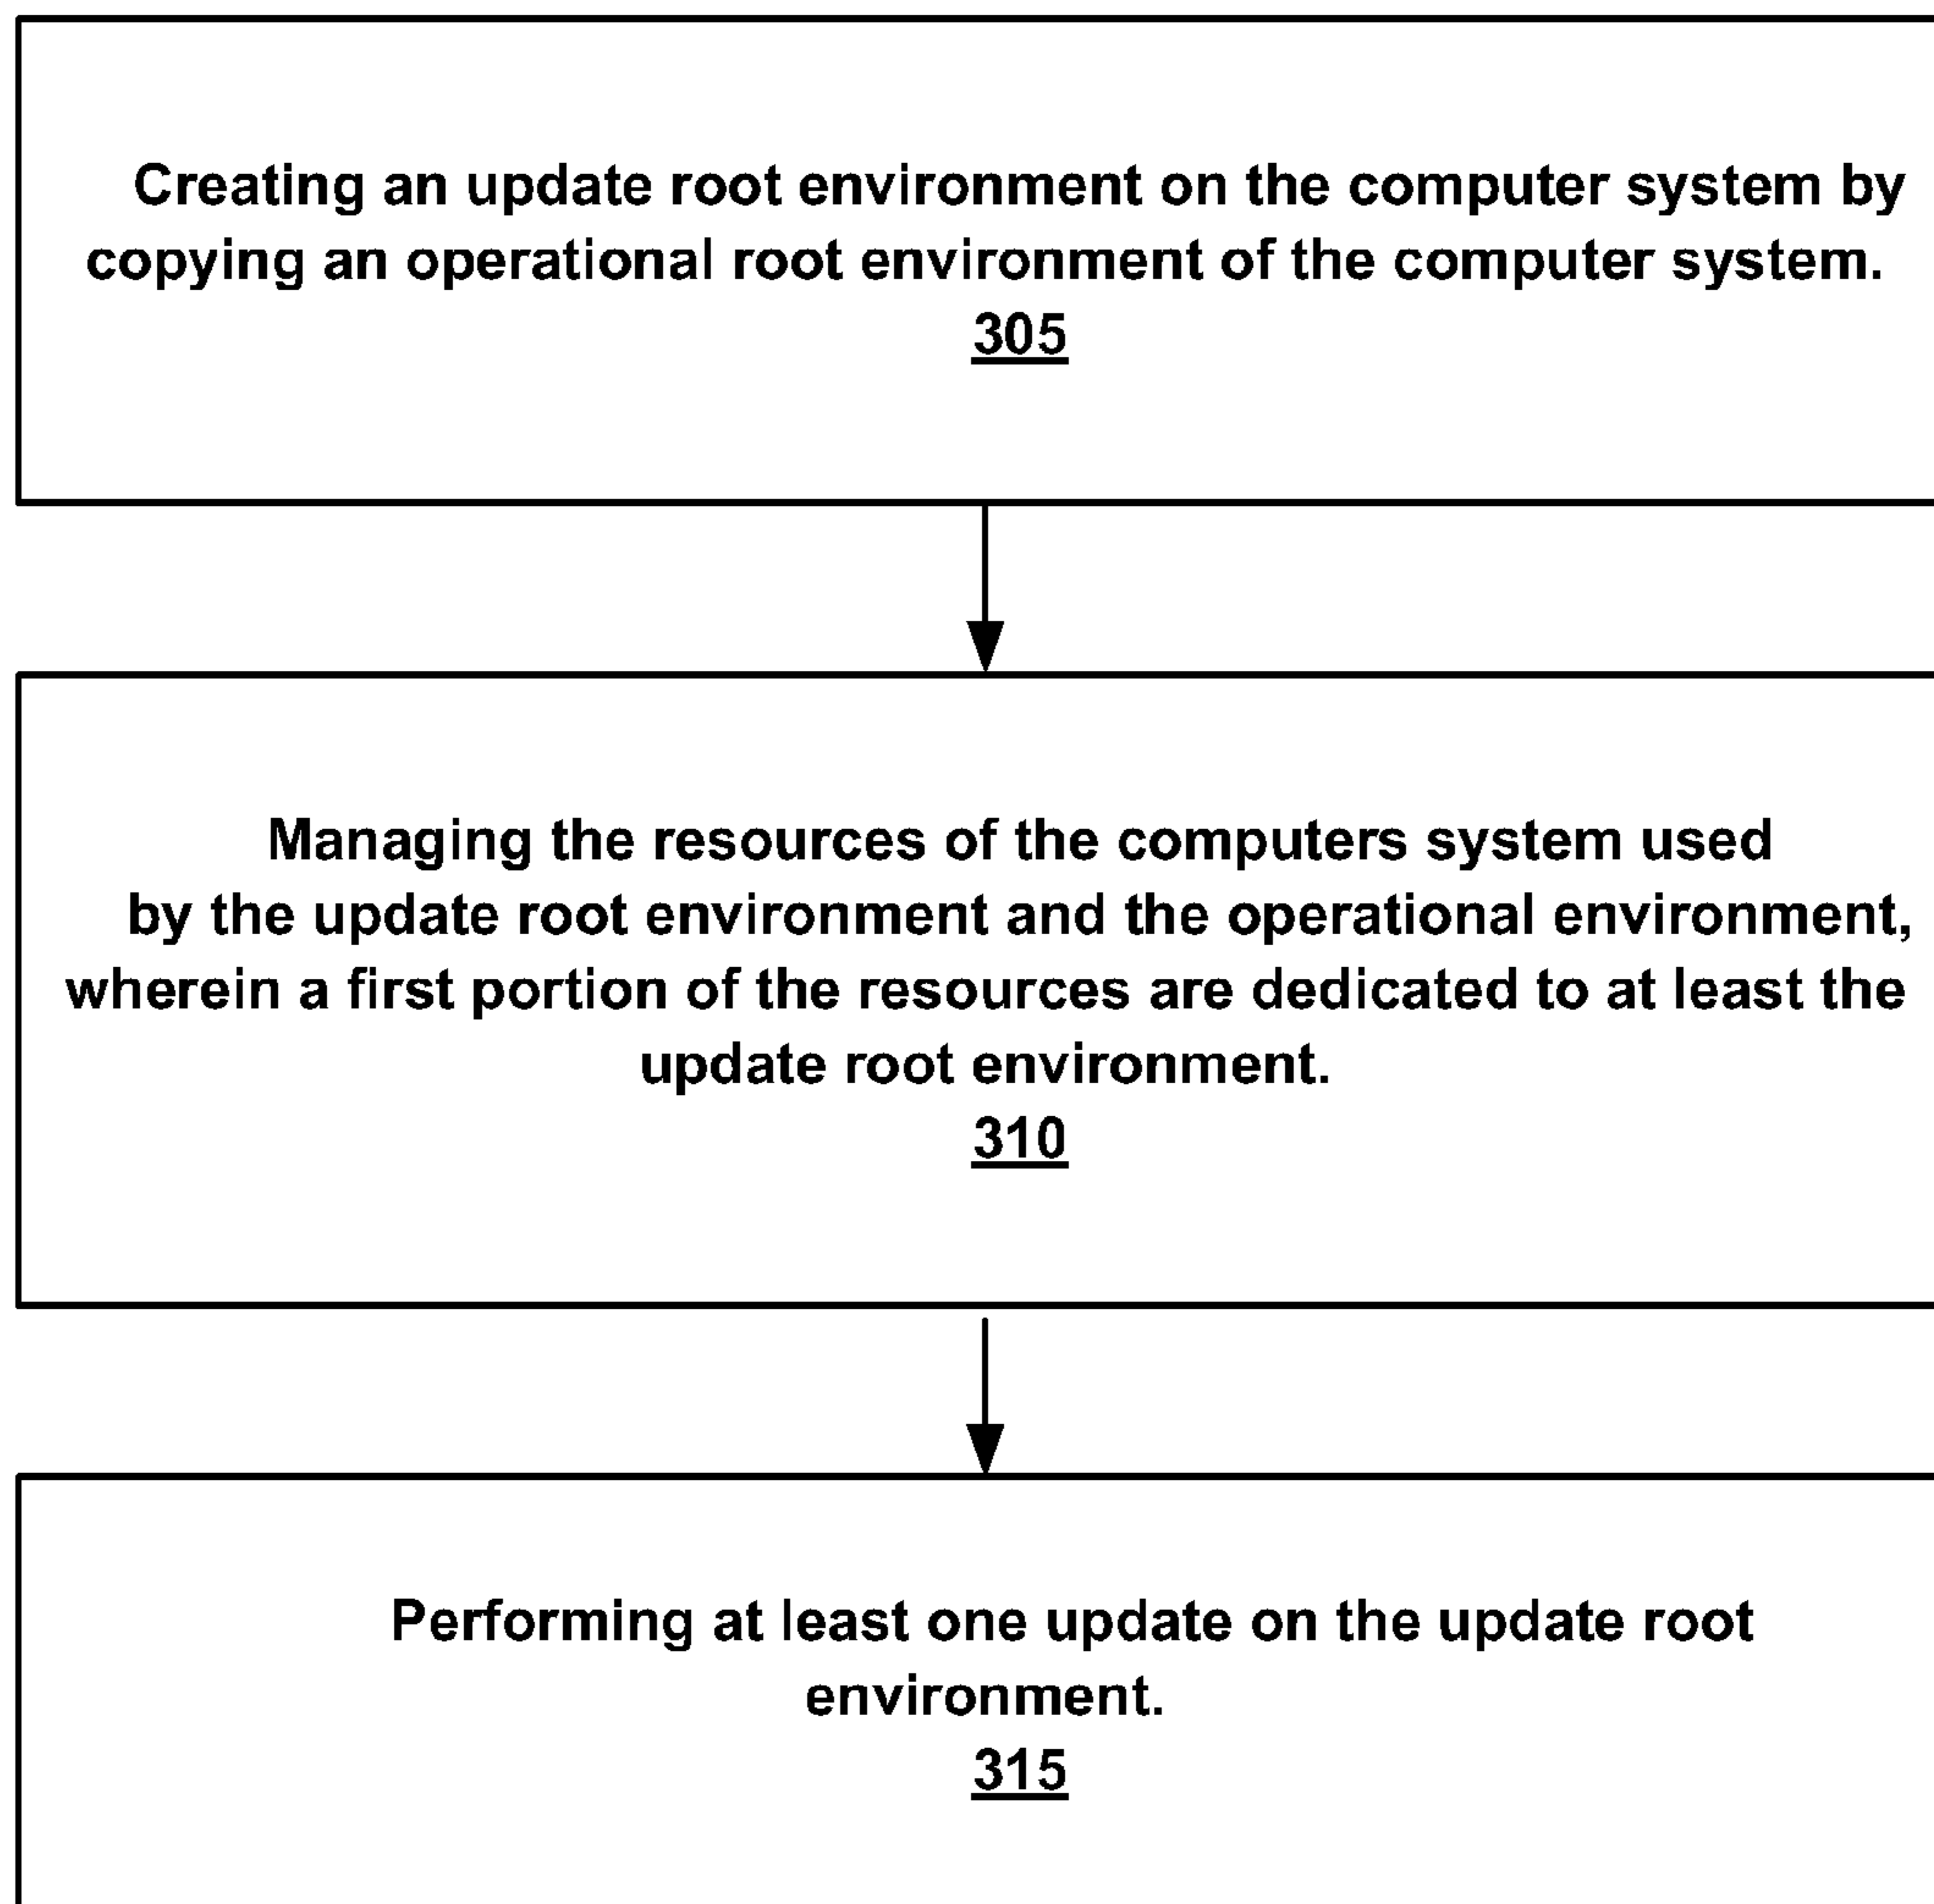 Creating an update root environment on the computer system by
copying an operational root environment of the computer system.
305
Managing the resources of the computers system used
by the update root environment and the operational environment,
wherein a first portion of the resources are dedicated to at least the
update root environment.
310
Performing at least one update on the update root
environment.
315